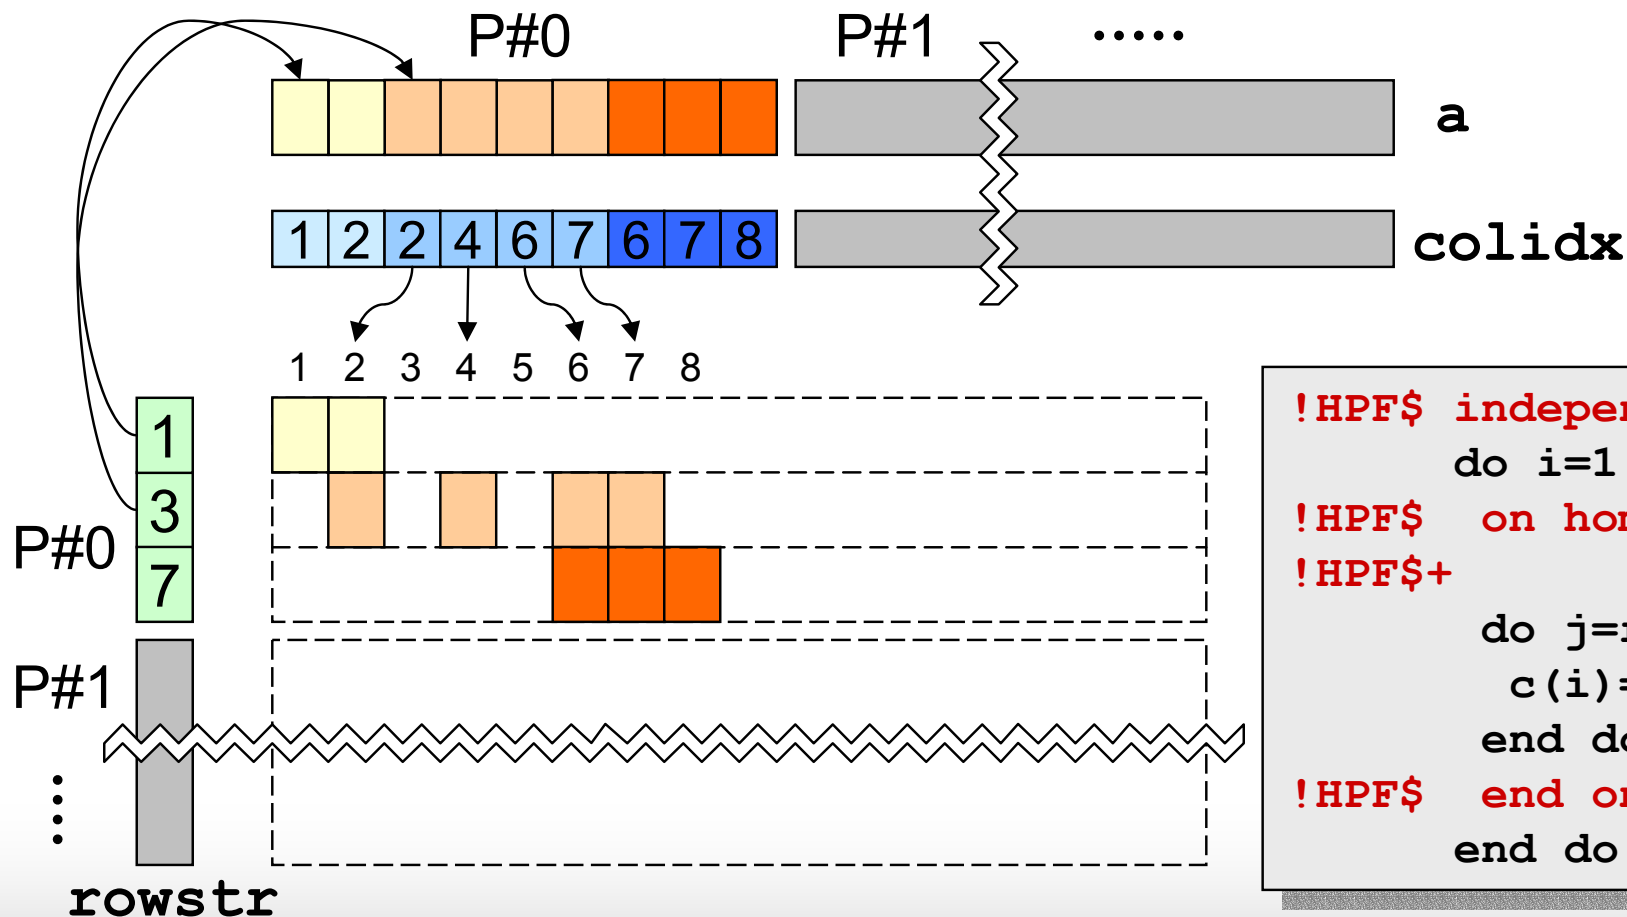 P#0 P#1 .....
a
1 2 2 4 6 7 6 7 8
colidx
1 2 3 4 5 6 7 8
1
3
7
P#0
P#1
....
rowstr
!HPF$
do i=1
!HPF$ on
!HPF$+
do
end
!HPF$ end
end do